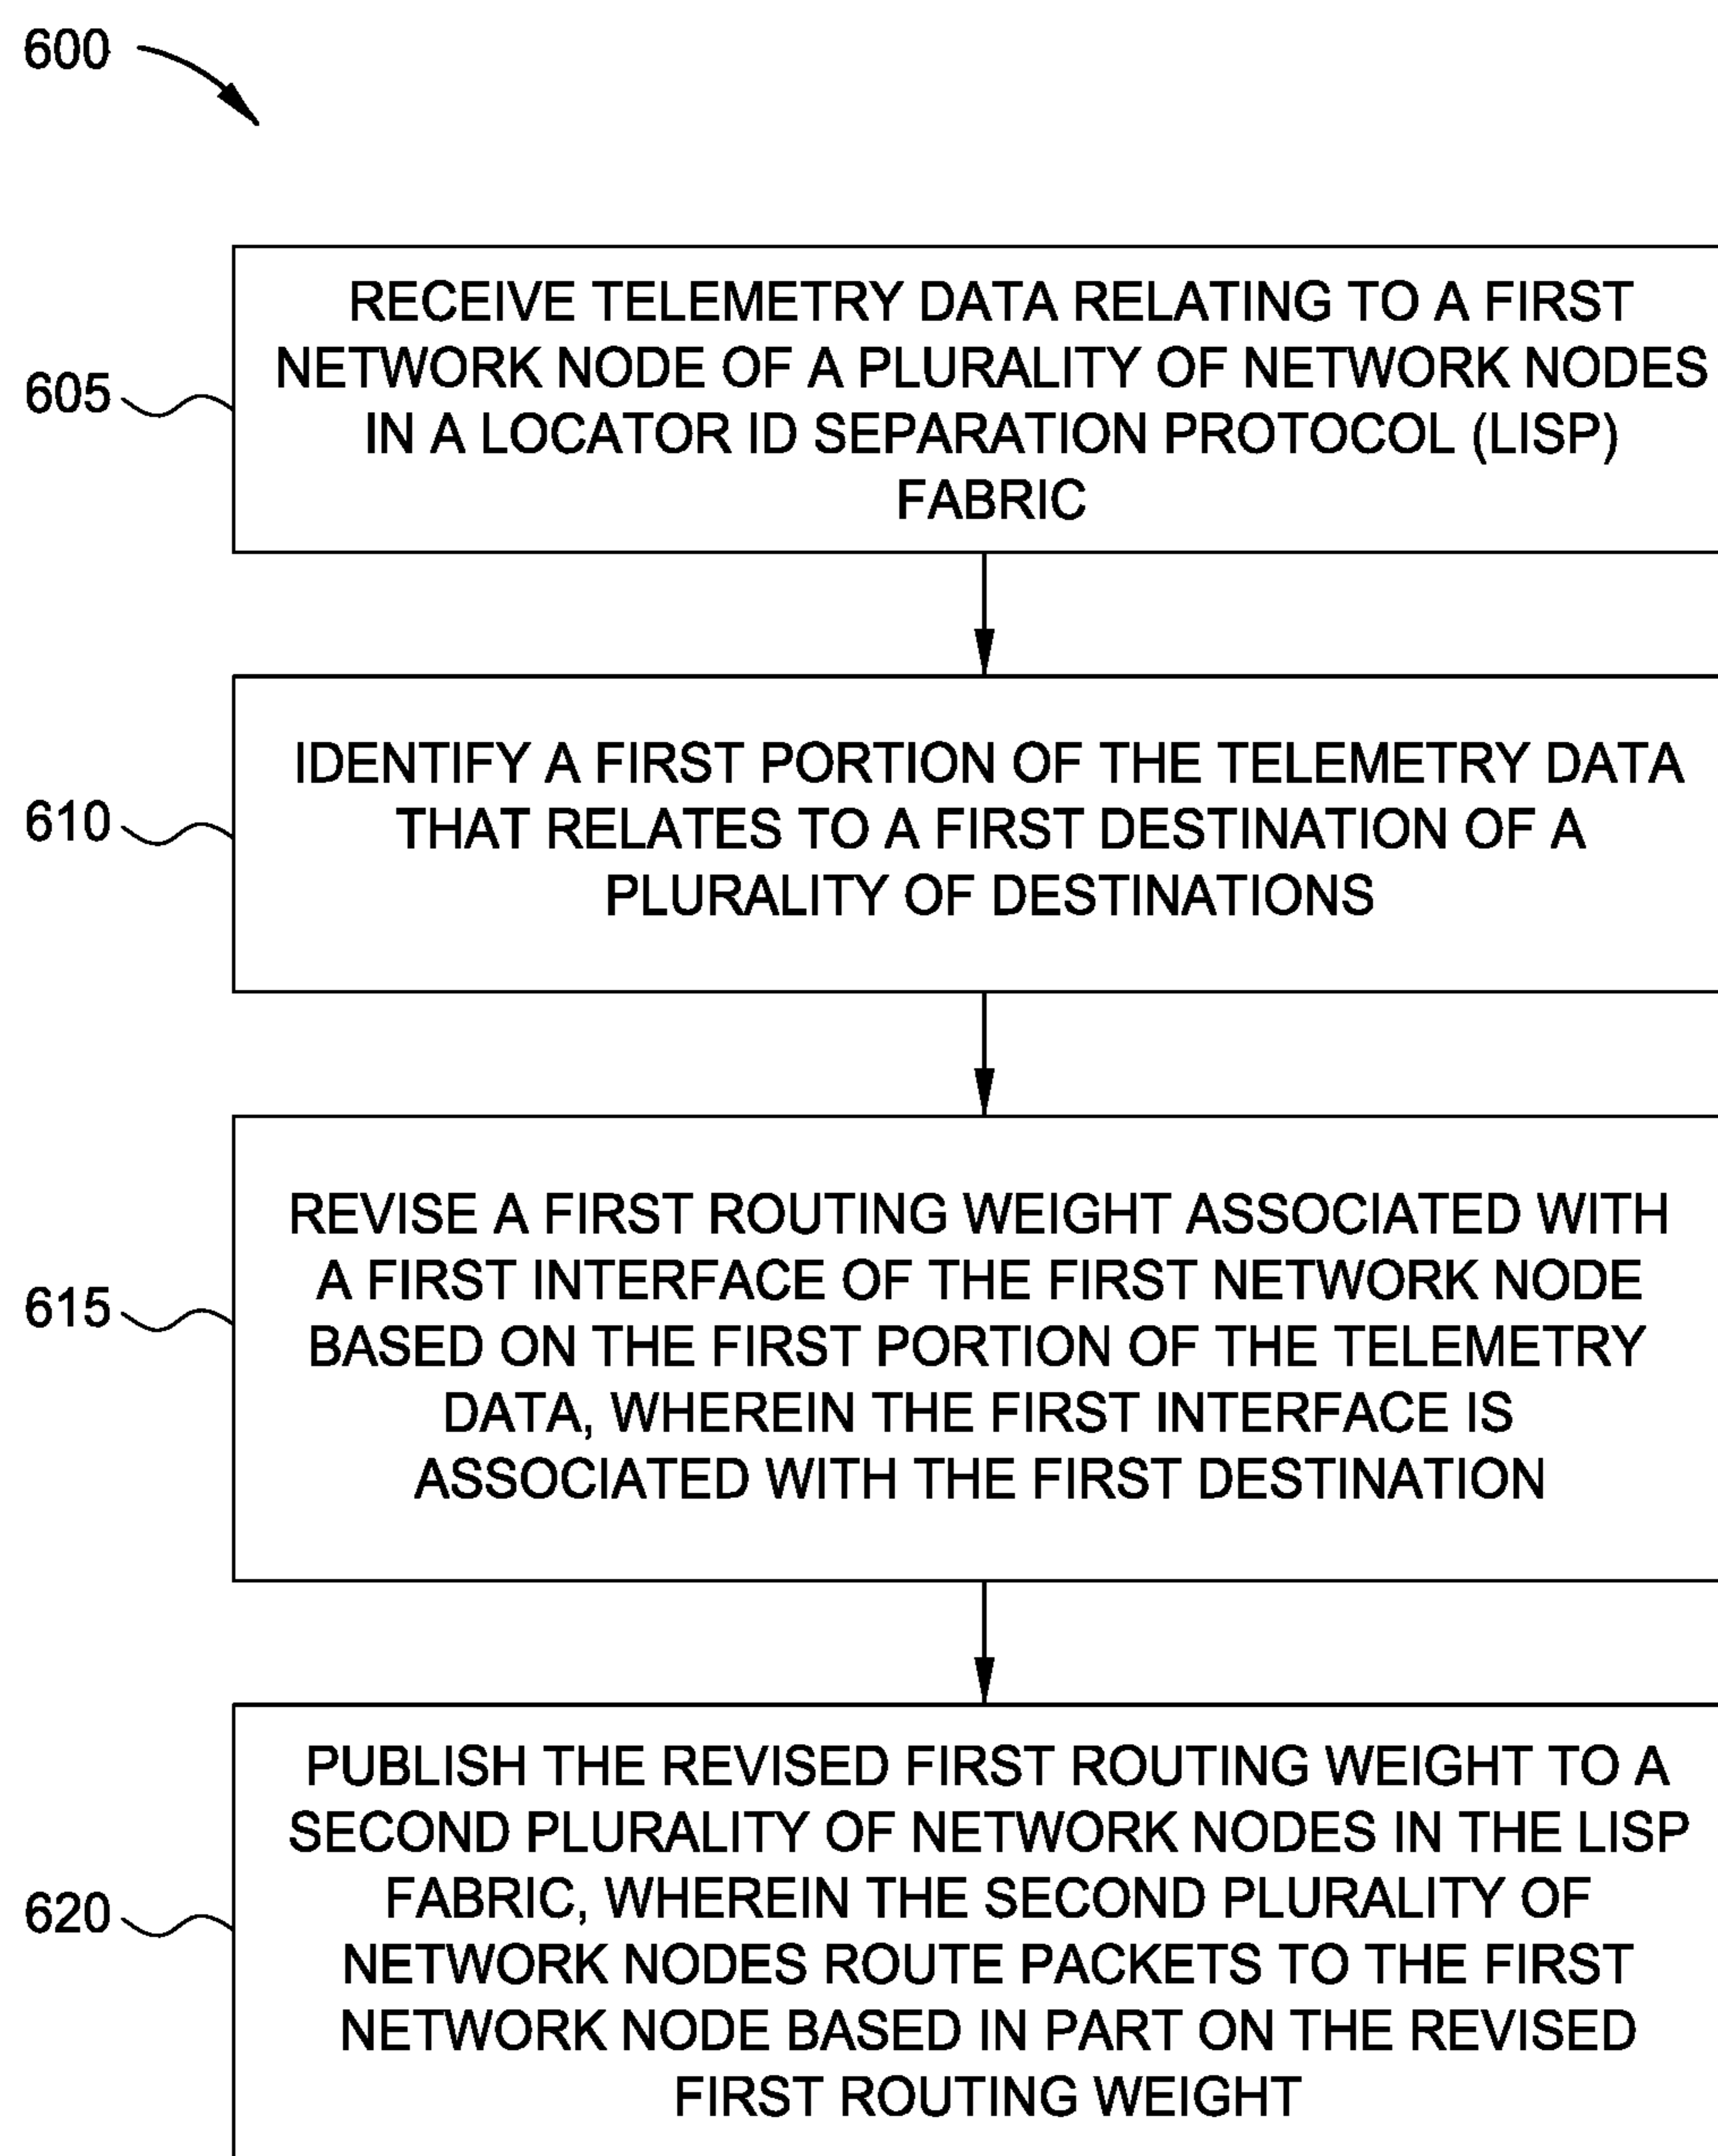 600
605
RECEIVE TELEMETRY DATA RELATING TO A FIRST
NETWORK NODE OF A PLURALITY OF NETWORK NODES
IN A LOCATOR ID SEPARATION PROTOCOL (LISP)
FABRIC
610
IDENTIFY A FIRST PORTION OF THE TELEMETRY DATA
THAT RELATES TO A FIRST DESTINATION OF A
PLURALITY OF DESTINATIONS
615
REVISE A FIRST ROUTING WEIGHT ASSOCIATED WITH
A FIRST INTERFACE OF THE FIRST NETWORK NODE
BASED ON THE FIRST PORTION OF THE TELEMETRY
DATA, WHEREIN THE FIRST INTERFACE IS
ASSOCIATED WITH THE FIRST DESTINATION
620
PUBLISH THE REVISED FIRST ROUTING WEIGHT TO A
SECOND PLURALITY OF NETWORK NODES IN THE LISP
FABRIC, WHEREIN THE SECOND PLURALITY OF
NETWORK NODES ROUTE PACKETS TO THE FIRST
NETWORK NODE BASED IN PART ON THE REVISED
FIRST ROUTING WEIGHT